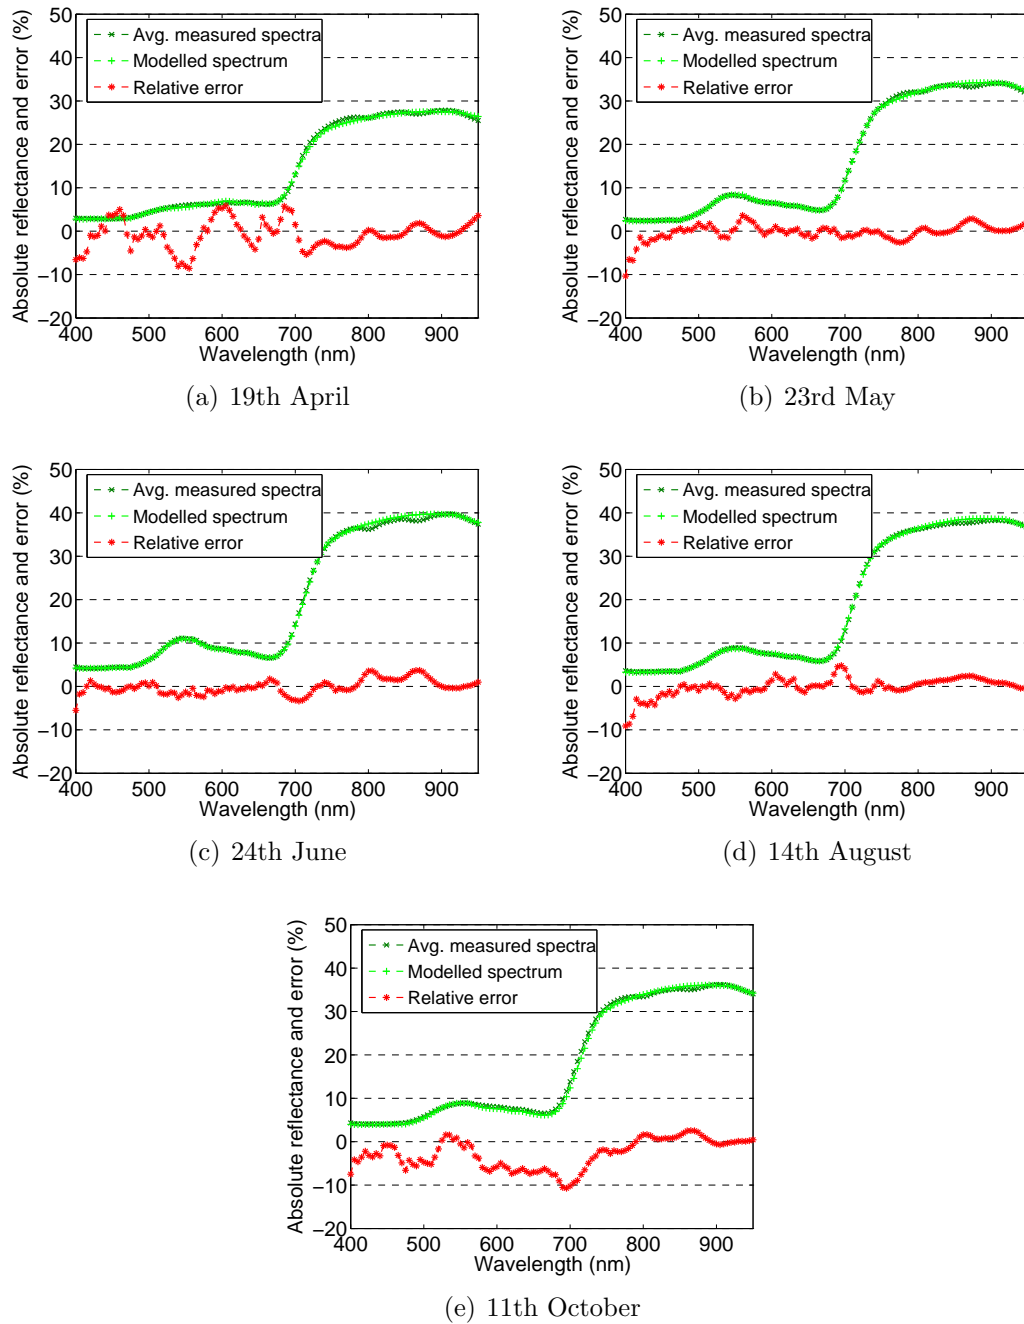 Absolute reflectance and error (%)
50
40
30
20
10
0
−10
−20
Avg. measured spectra
Modelled spectrum
Relative error
400 500 600 700 800 900
Wavelength (nm)
(a) 19th April
Absolute reflectance and error (%)
50
40
30
20
10
0
−10
−20
Avg. measured spectra
Modelled spectrum
Relative error
400 500 600 700 800 900
Wavelength (nm)
(b) 23rd May
Absolute reflectance and error (%)
50
40
30
20
10
0
−10
−20
Avg. measured spectra
Modelled spectrum
Relative error
400 500 600 700 800 900
Wavelength (nm)
(c) 24th June
Absolute reflectance and error (%)
50
40
30
20
10
0
−10
−20
Avg. measured spectra
Modelled spectrum
Relative error
400 500 600 700 800 900
Wavelength (nm)
(d) 14th August
Absolute reflectance and error (%)
50
40
30
20
10
0
−10
−20
Avg. measured spectra
Modelled spectrum
Relative error
400 500 600 700 800 900
Wavelength (nm)
(e) 11th October